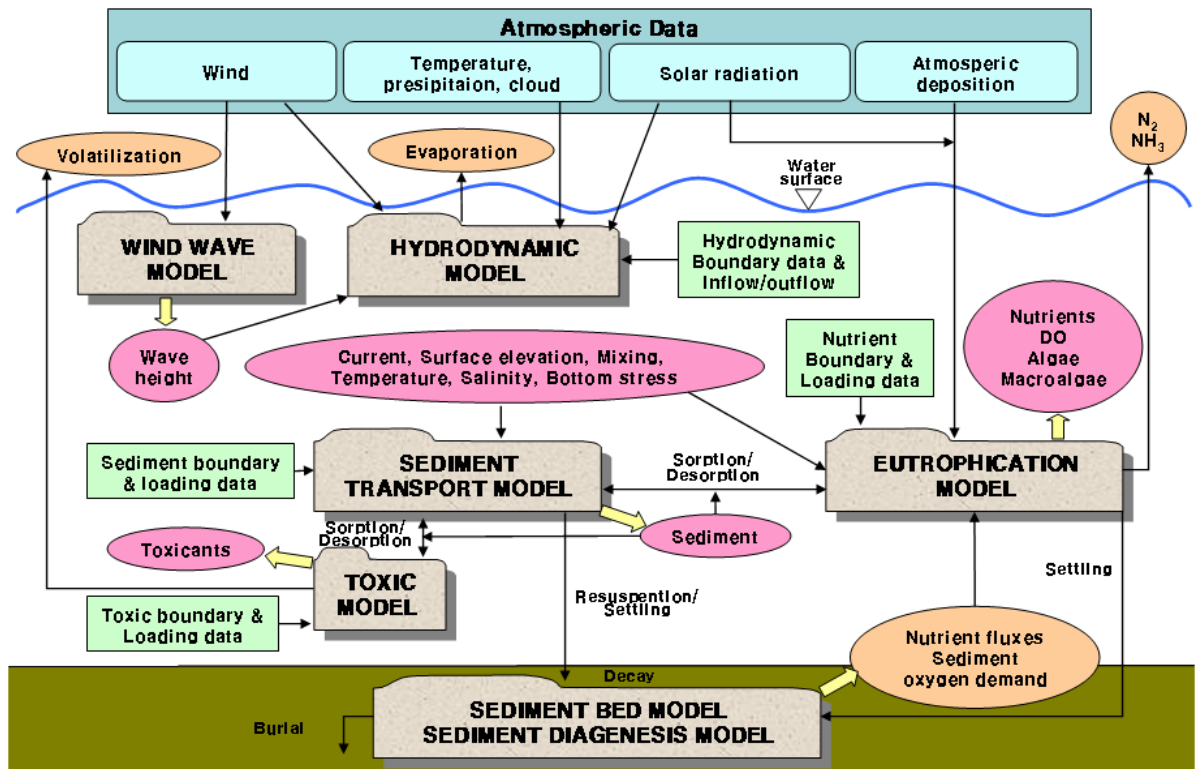 Atmospheric Data
Wind
Temperature,
presipitaion, cloud
Solar radiation
Atmosperic
deposition
N2
NH3
Volatilization
Evaporation
Water
surface
WIND WAVE
MODEL
HYDRODYNAMIC
MODEL
Hydrodynamic
Boundary data &
Inflow/outflow
Wave
height
Current, Surface elevation, Mixing,
Temperature, Salinity, Bottom stress
Nutrient
Boundary &
Loading data
Nutrients
DO
Algae
Macroalgae
Sediment boundary
& loading data
SEDIMENT
TRANSPORT MODEL
Sorption/
Desorption
EUTROPHICATION
MODEL
Toxicants
Sorption/
Desorption
Sediment
TOXIC
MODEL
Settling
Toxic boundary &
Loading data
Resuspention/
Settling
Nutrient fluxes
Sediment
oxygen demand
Decay
SEDIMENT BED MODEL
SEDIMENT DIAGENESIS MODEL
Burial